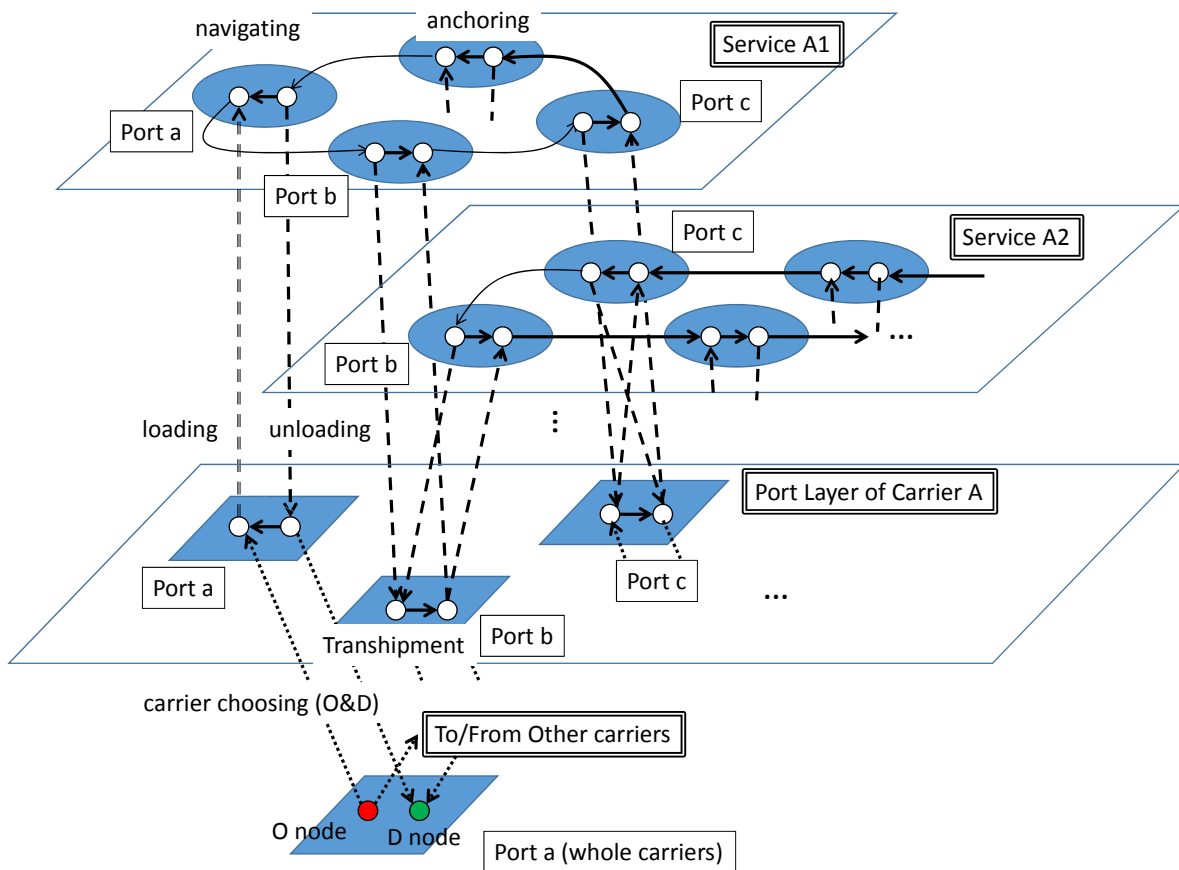 navigating
anchoring
Service A1
Port c
Port a
Port b
Port c
Service A2
Port b
...
...
loading
unloading
Port Layer of Carrier A
Port a
Port c
...
Port b
Transhipment
carrier choosing (O&D)
To/From Other carriers
O node
D node
Port a (whole carriers)